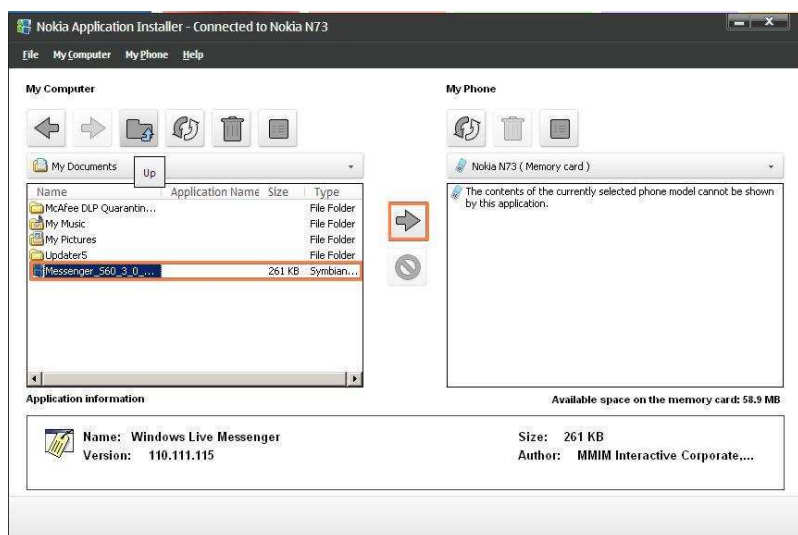 Nokia Application Installer - Connected to Nokia N73
File My Computer My Phone Help
My Computer
My Phone
My Documents
Up
Nokia N73 ( Memory card )
Name Application Name Size Type
McAfee DLP Quarantin... File Folder
My Music File Folder
My Pictures File Folder
Updater5 File Folder
Messenger_S60_3_0_... 261 KB Symbian...
The contents of the currently selected phone model cannot be shown
by this application.
Application information
Available space on the memory card: 58.9 MB
Name: Windows Live Messenger
Version: 110.111.115
Size: 261 KB
Author: MMIM Interactive Corporate,...